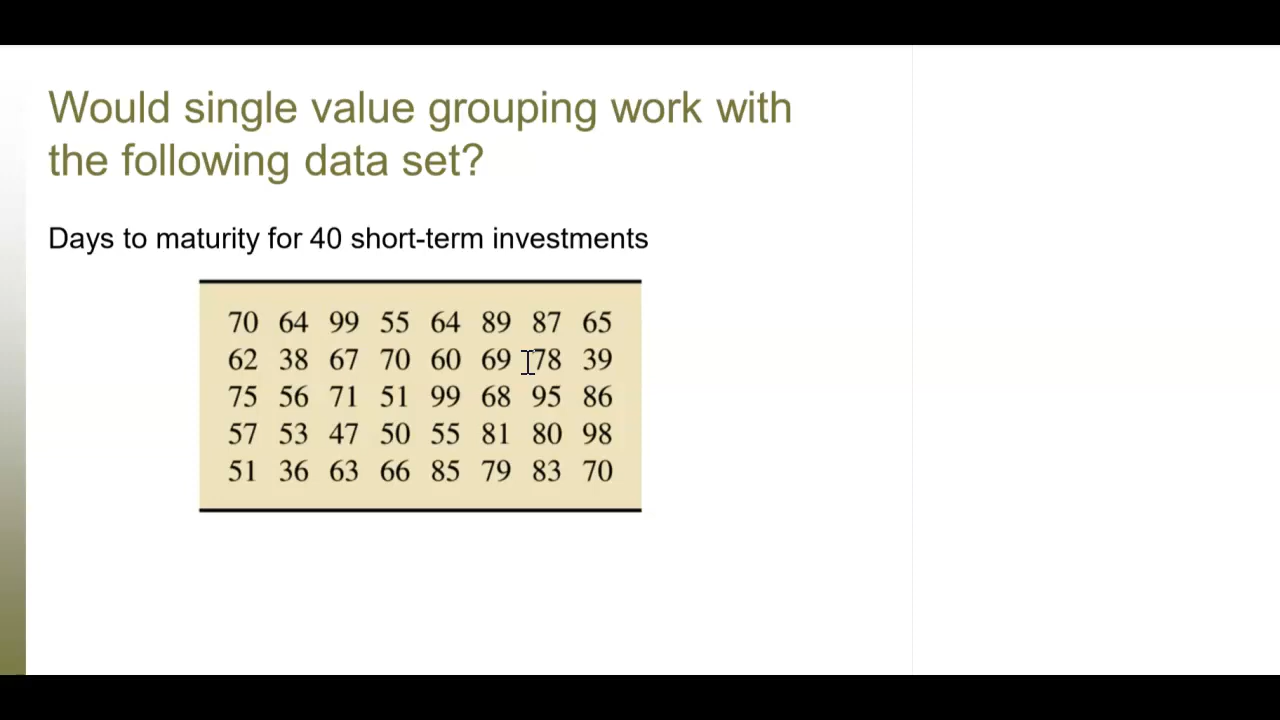 Would single value grouping work with
the following data set?
Days to maturity for 40 short-term investments
70 64 99 55 64 89 87 65
62 38 67 70 60 69 78 39
75 56 71 51 99 68 95 86
57 53 47 50 55 81 80 98
51 36 63 66 85 79 83 70